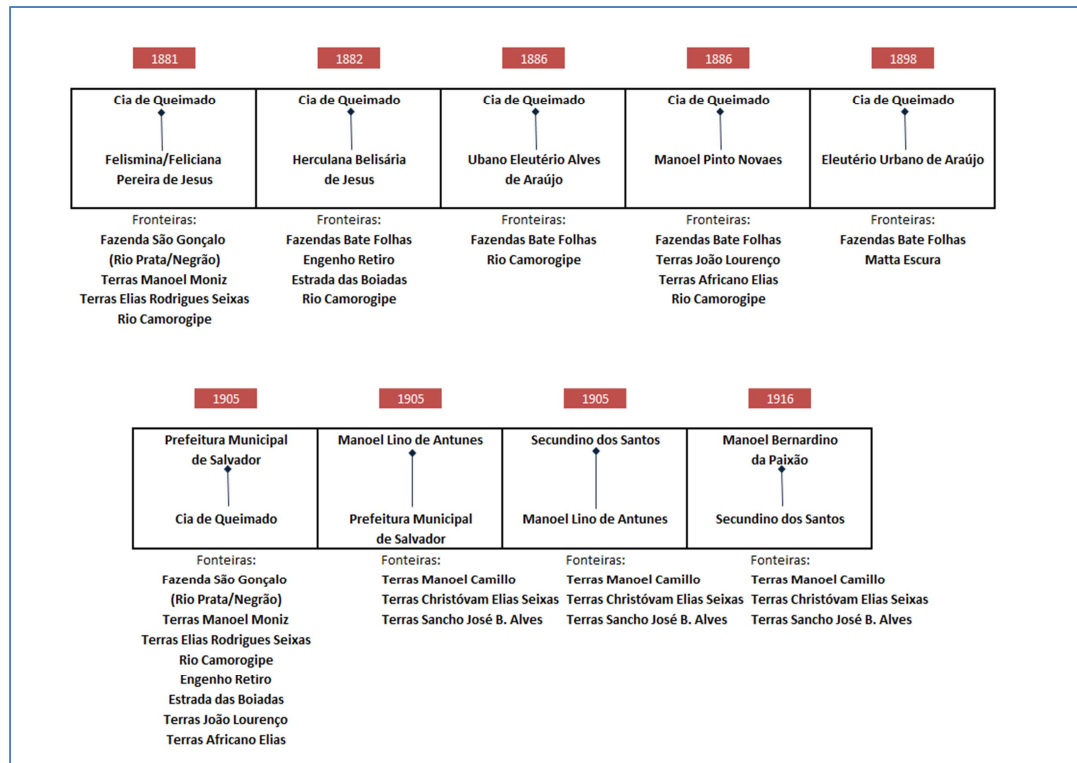 1881
Cia de Queimado
Felismina/Feliciana
Pereira de Jesus
Fronteiras:
Fazenda São Gonçalo
(Rio Prata/Negrão)
Terras Manoel Moniz
Terras Elias Rodrigues Seixas
Rio Camorogipe
1882
Cia de Queimado
Herculana Belisária
de Jesus
Fronteiras:
Fazendas Bate Folhas
Engenho Retiro
Estrada das Boiadas
Rio Camorogipe
1886
Cia de Queimado
Ubano Eleutério Alves
de Araújo
Fronteiras:
Fazendas Bate Folhas
Rio Camorogipe
1886
Cia de Queimado
Manoel Pinto Novaes
Fronteiras:
Fazendas Bate Folhas
Terras João Lourenço
Terras Africano Elias
Rio Camorogipe
1898
Cia de Queimado
Eleutério Urbano de Araújo
Fronteiras:
Fazendas Bate Folhas
Matta Escura
1905
Prefeitura Municipal
de Salvador
Cia de Queimado
Fonteiras:
Fazenda São Gonçalo
(Rio Prata/Negrão)
Terras Manoel Moniz
Terras Elias Rodrigues Seixas
Rio Camorogipe
Engenho Retiro
Estrada das Boiadas
Terras João Lourenço
Terras Africano Elias
1905
Manoel Lino de Antunes
Prefeitura Municipal
de Salvador
Fonteiras:
Terras Manoel Camillo
Terras Christóvam Elias Seixas
Terras Sancho José B. Alves
1905
Secundino dos Santos
Manoel Lino de Antunes
Fonteiras:
Terras Manoel Camillo
Terras Christóvam Elias Seixas
Terras Sancho José B. Alves
1916
Manoel Bernardino
da Paixão
Secundino dos Santos
Fonteiras:
Terras Manoel Camillo
Terras Christóvam Elias Seixas
Terras Sancho José B. Alves